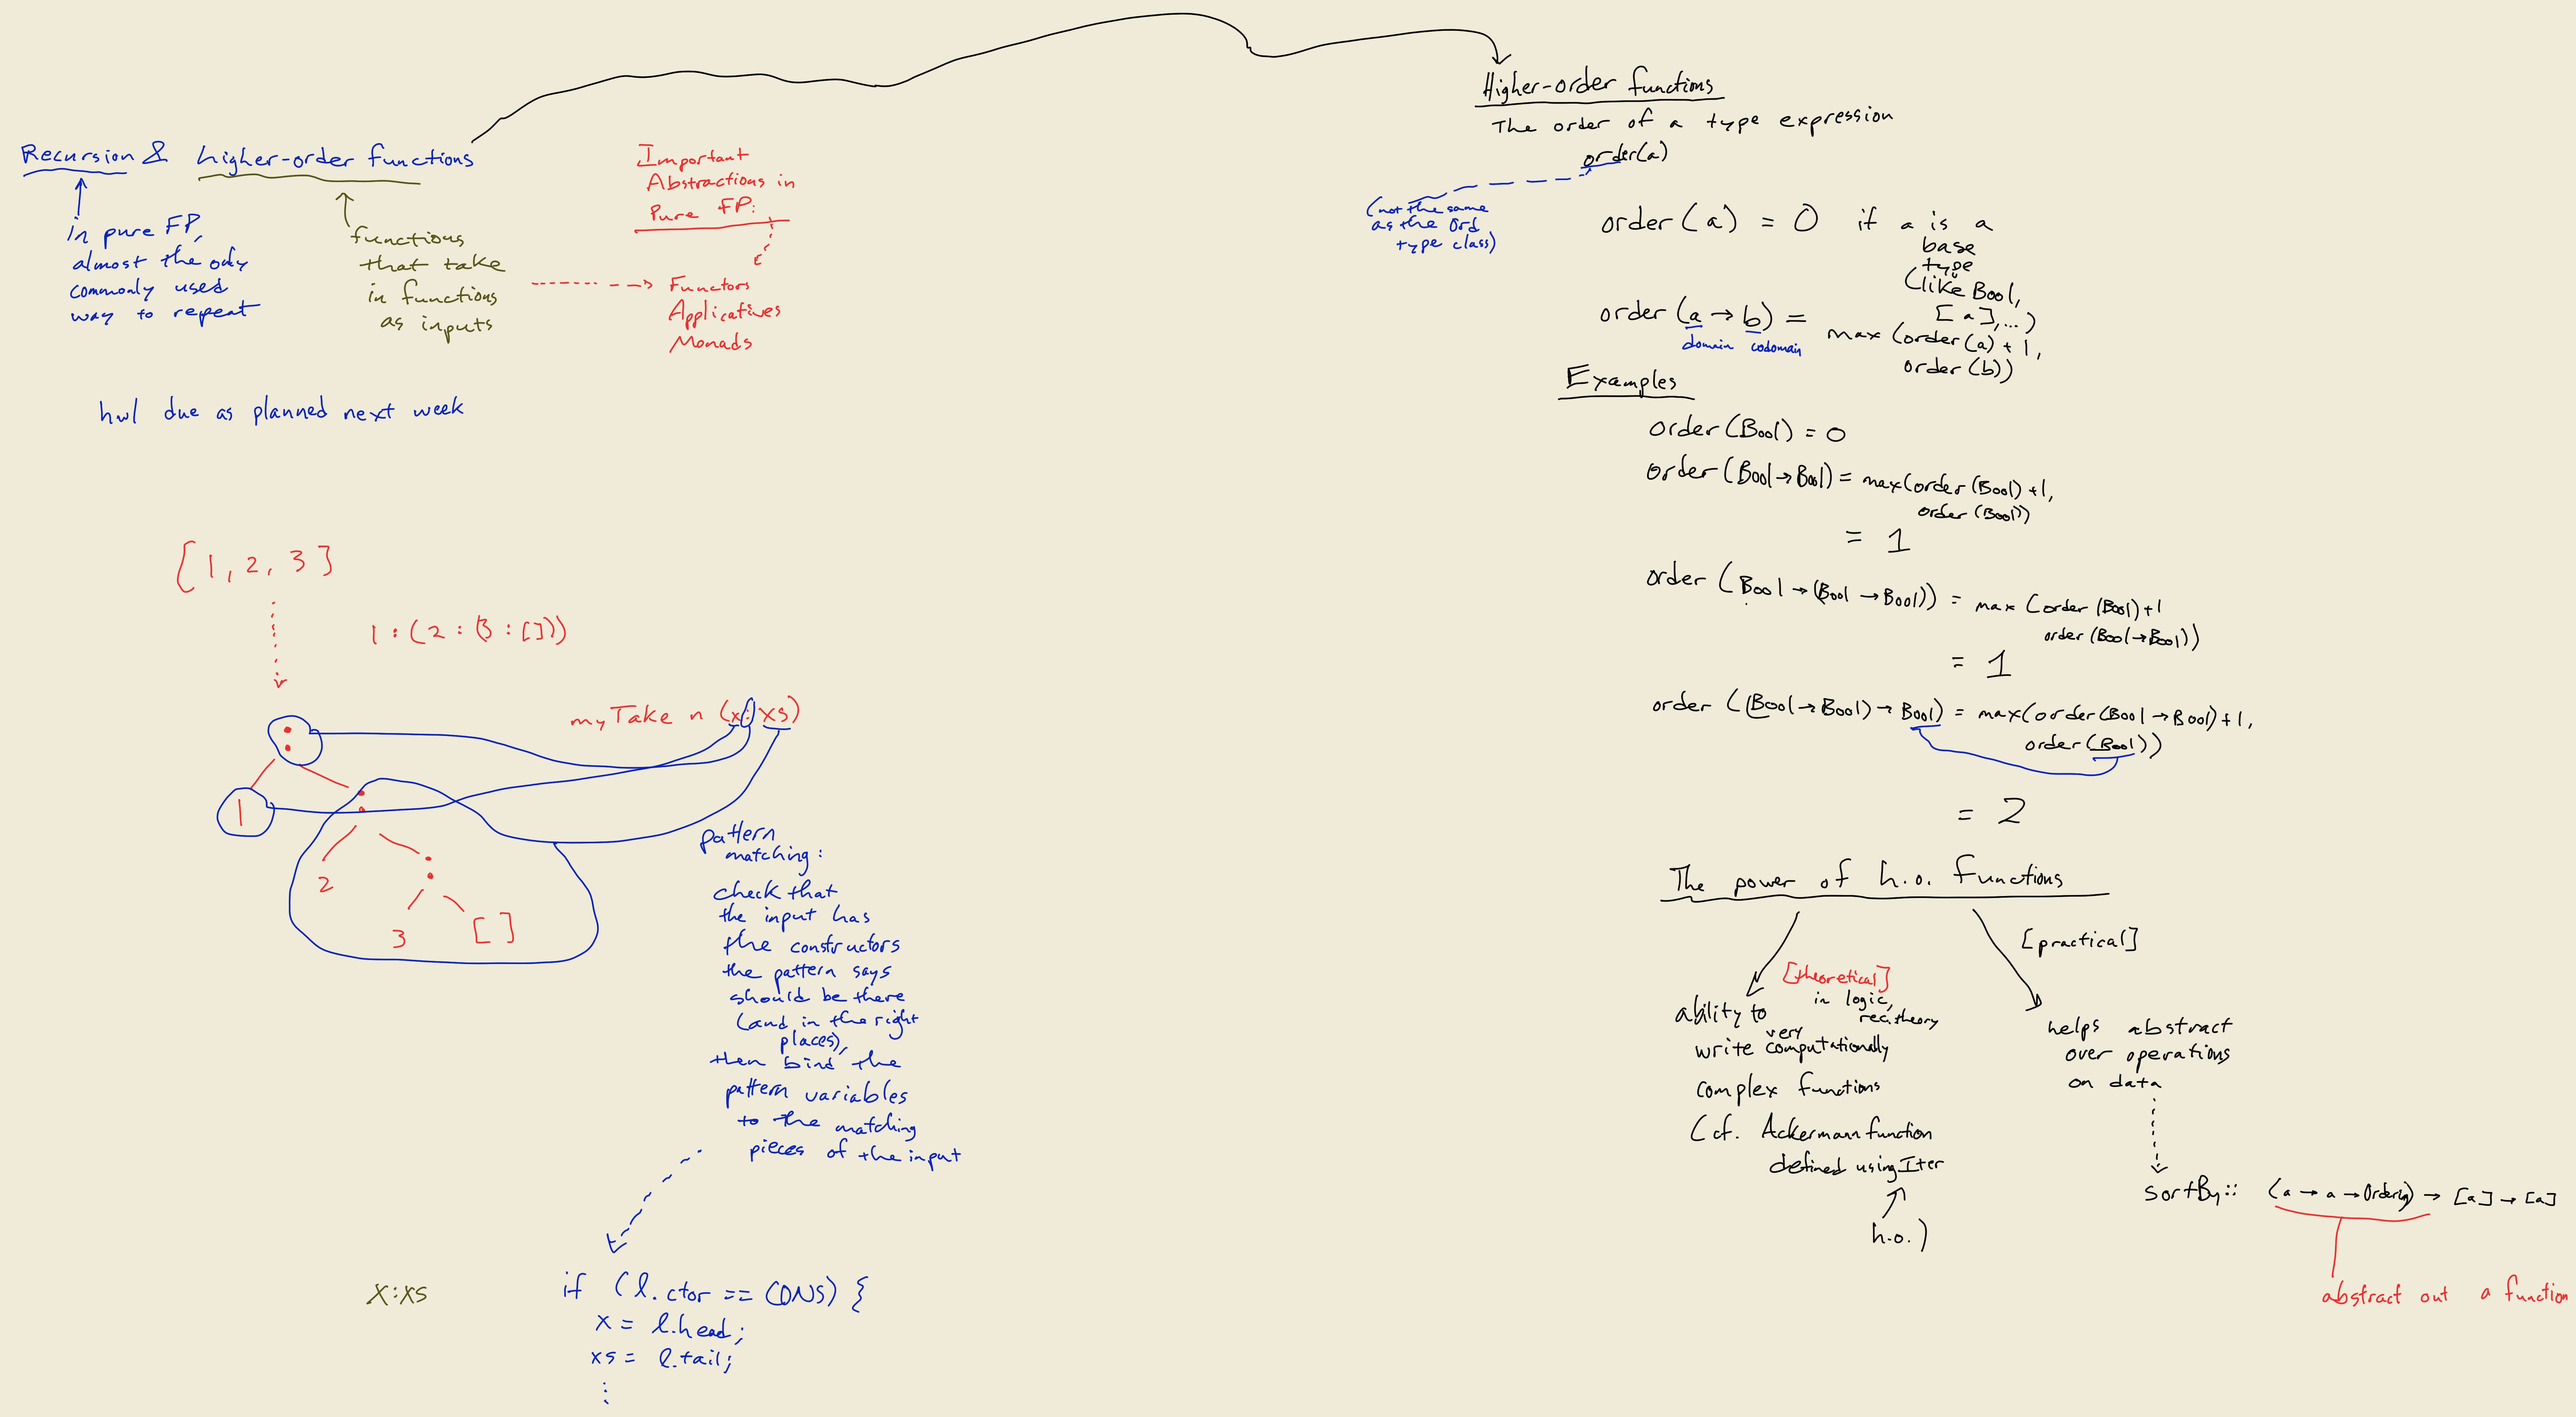 Recursion & higher-order functions
in pure FP,
almost the only
commonly used
way to repeat
functions
that take
in functions
as inputs
Important
Abstractions in
Pure FP:
Functors
Applicatives
Monads
hw1 due as planned next week
[1, 2, 3]
1 : (2 : (3 : []))
myTake n (x:xs)
:
1
:
2
:
3
[]
pattern
matching:
check that
the input has
the constructors
the pattern says
should be there
(and in the right
places),
then bind the
pattern variables
to the matching
pieces of the input
x:xs
if (l.ctor == CONS) {
x = l.head;
xs = l.tail;
⋮
Higher-order functions
The order of a type expression
order(a)
(not the same
as the Ord
type class)
order(a) = 0 if a is a
base
type
(like Bool,
[a],...)
order(a → b) =
max(order(a)+1,
order(b))
domain codomain
Examples
order(Bool) = 0
order(Bool→Bool) = max(order(Bool)+1,
order(Bool))
= 1
order(Bool→(Bool→Bool)) = max(order(Bool)+1
order(Bool→Bool))
= 1
order((Bool→Bool)→Bool) = max(order(Bool→Bool)+1,
order(Bool))
= 2
The power of h.o. functions
[theoretical]
in logic,
rec. theory
ability to
write very computationally
complex functions
(cf. Ackermann function
defined using Iter
h.o.)
[practical]
helps abstract
over operations
on data
sortBy:: (a → a → Ordering) → [a] → [a]
abstract out a function